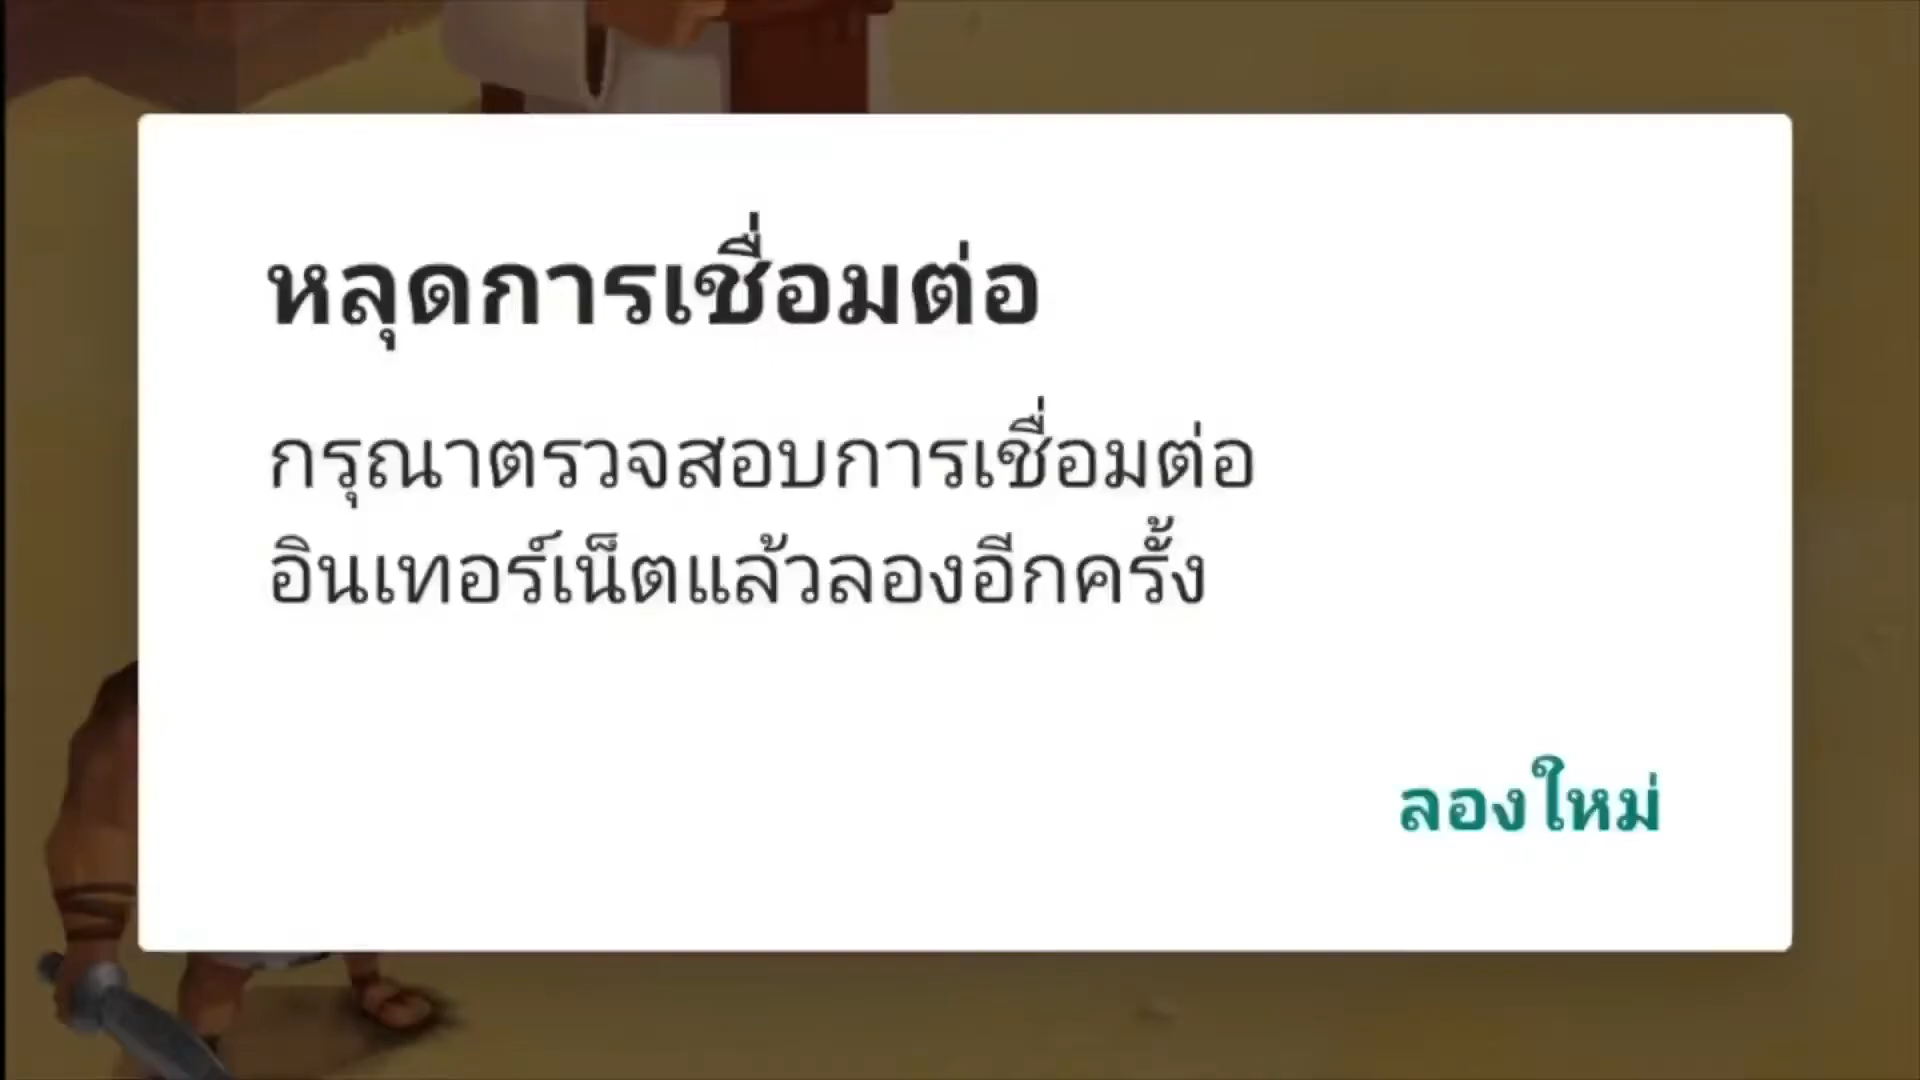 หลุดการเชื่อมต่อ
กรุณาตรวจสอบการเชื่อมต่อ
อินเทอร์เน็ตแล้วลองอีกครั้ง
ลองใหม่